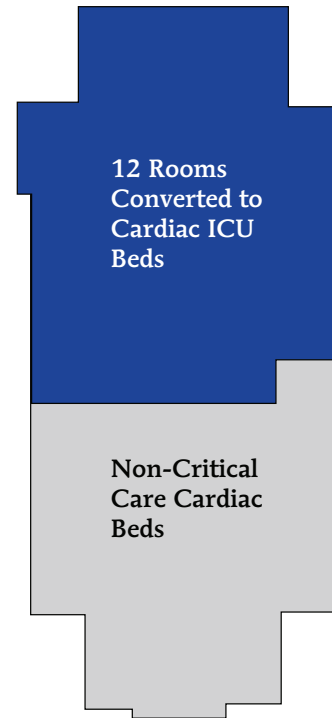 12 Rooms
Converted to
Cardiac ICU
Beds
Non-Critical
Care Cardiac
Beds